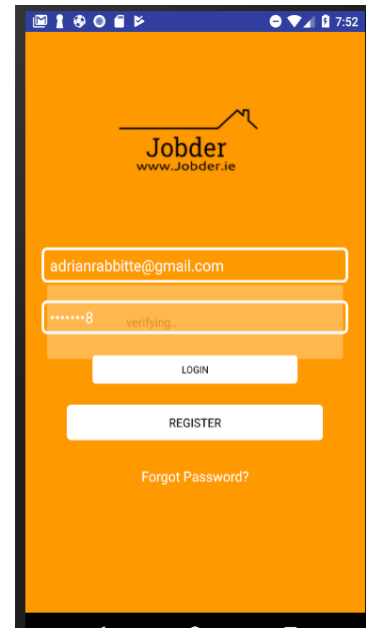 7:52
Jobder
www.Jobder.ie
adrianrabbitte@gmail.com
·······8
verifying..
LOGIN
REGISTER
Forgot Password?